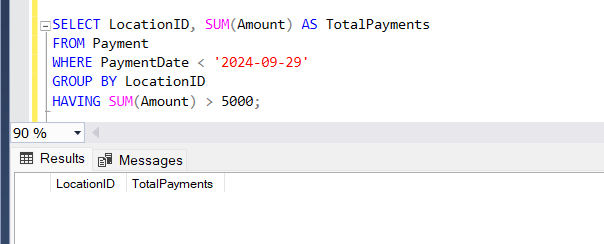 SELECT LocationID, SUM(Amount) AS TotalPayments
FROM Payment
WHERE PaymentDate < '2024-09-29'
GROUP BY LocationID
HAVING SUM(Amount) > 5000;
90 %
Results Messages
LocationID TotalPayments